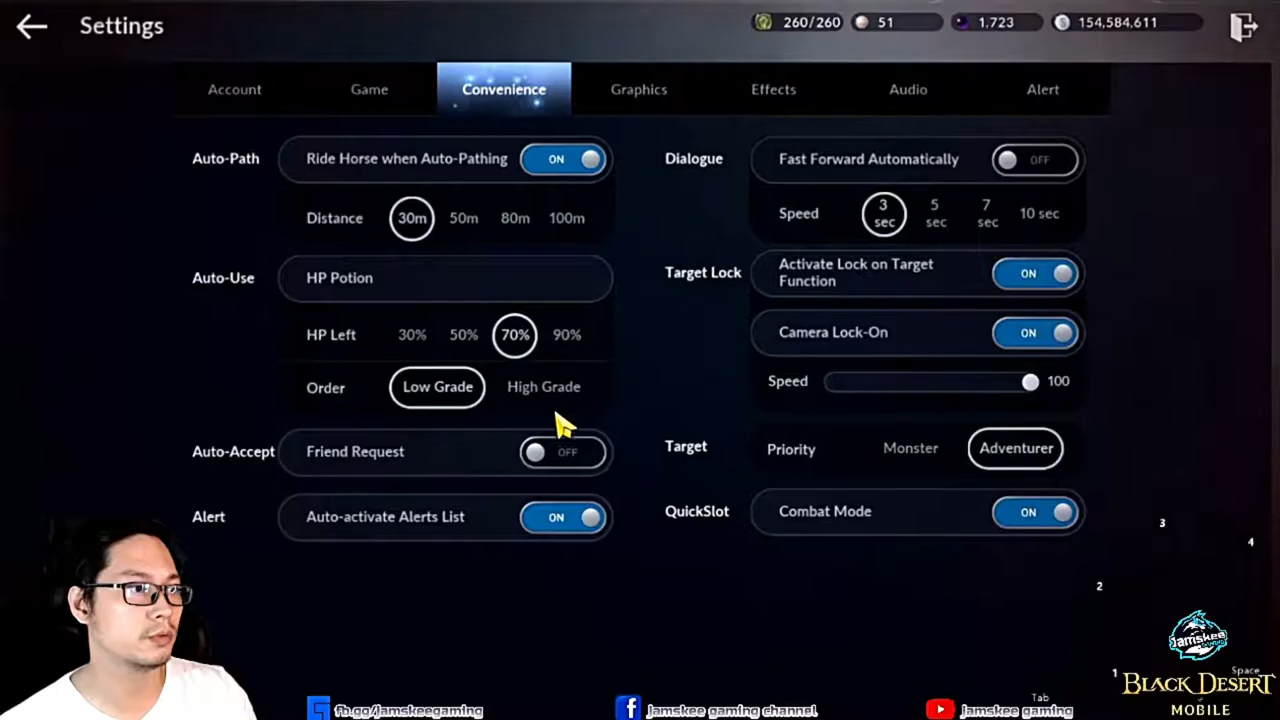 Settings
260/260
51
1,723
154,584,611
Account
Game
Convenience
Graphics
Effects
Audio
Alert
Auto-Path
Ride Horse when Auto-Pathing
ON
Distance
30m
50m
80m
100m
Auto-Use
HP Potion
HP Left
30%
50%
70%
90%
Order
Low Grade
High Grade
Auto-Accept
Friend Request
OFF
Alert
Auto-activate Alerts List
ON
Dialogue
Fast Forward Automatically
OFF
Speed
3
sec
5
sec
7
sec
10 sec
Target Lock
Activate Lock on Target
Function
ON
Camera Lock-On
ON
Speed
100
Target
Priority
Monster
Adventurer
QuickSlot
Combat Mode
ON
3
4
2
1
Space
Tab
Jamskee
BLACK DESERT
MOBILE
fb.gg/jamskeegaming
Jamskee gaming channel
Jamskee gaming